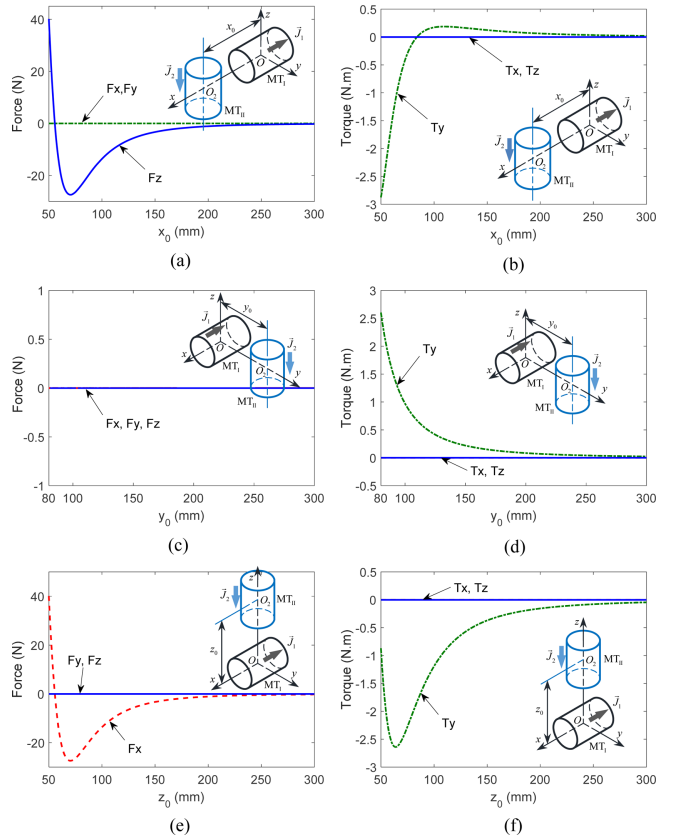 40
20
0
-20
50
100
150
200
250
300
Force (N)
x0 (mm)
Fx,Fy
Fz
x0
z
J1
O
MTI
y
J2
x
O2
MTII
(a)
0.5
0
-0.5
-1
-1.5
-2
-2.5
-3
50
100
150
200
250
300
Torque (N.m)
x0 (mm)
Tx, Tz
Ty
x0
z
J1
O
y
MTI
J2
O2
x
MTII
(b)
1
0.5
0
-0.5
-1
80
100
150
200
250
300
Force (N)
y0 (mm)
Fx, Fy, Fz
z
y0
J1
O
x
MTI
J2
O2
y
MTII
(c)
3
2.5
2
1.5
1
0.5
0
-0.5
80
100
150
200
250
300
Torque (N.m)
y0 (mm)
Ty
Tx, Tz
z
y0
J1
O
x
MTI
J2
O2
y
MTII
(d)
40
20
0
-20
50
100
150
200
250
300
Force (N)
z0 (mm)
Fy, Fz
Fx
z
J2
O2
MTII
z0
J1
O
x
MTI
y
(e)
0.5
0
-0.5
-1
-1.5
-2
-2.5
-3
50
100
150
200
250
300
Torque (N.m)
z0 (mm)
Tx, Tz
Ty
z
J2
O2
MTII
z0
J1
O
x
MTI
y
(f)